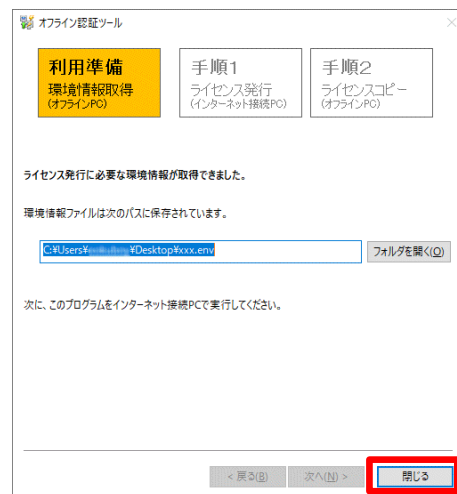 オフライン認証ツール
利用準備
環境情報取得
(オフラインPC)
手順1
ライセンス発行
(インターネット接続PC)
手順2
ライセンスコピー
(オフラインPC)
ライセンス発行に必要な環境情報が取得できました。
環境情報ファイルは次のパスに保存されています。
C:¥Users¥ ¥Desktop¥xxx.env
フォルダを開く(O)
次に、このプログラムをインターネット接続PCで実行してください。
< 戻る(B)
次へ(N) >
閉じる